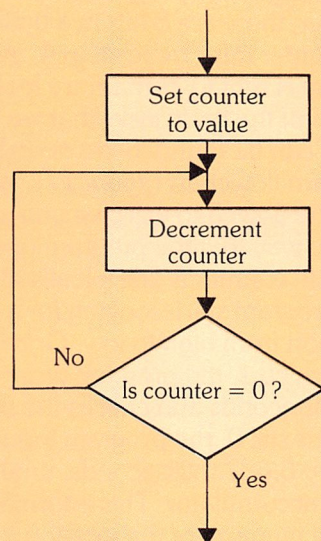 Set counter
to value
Decrement
counter
No
Is counter = 0 ?
Yes